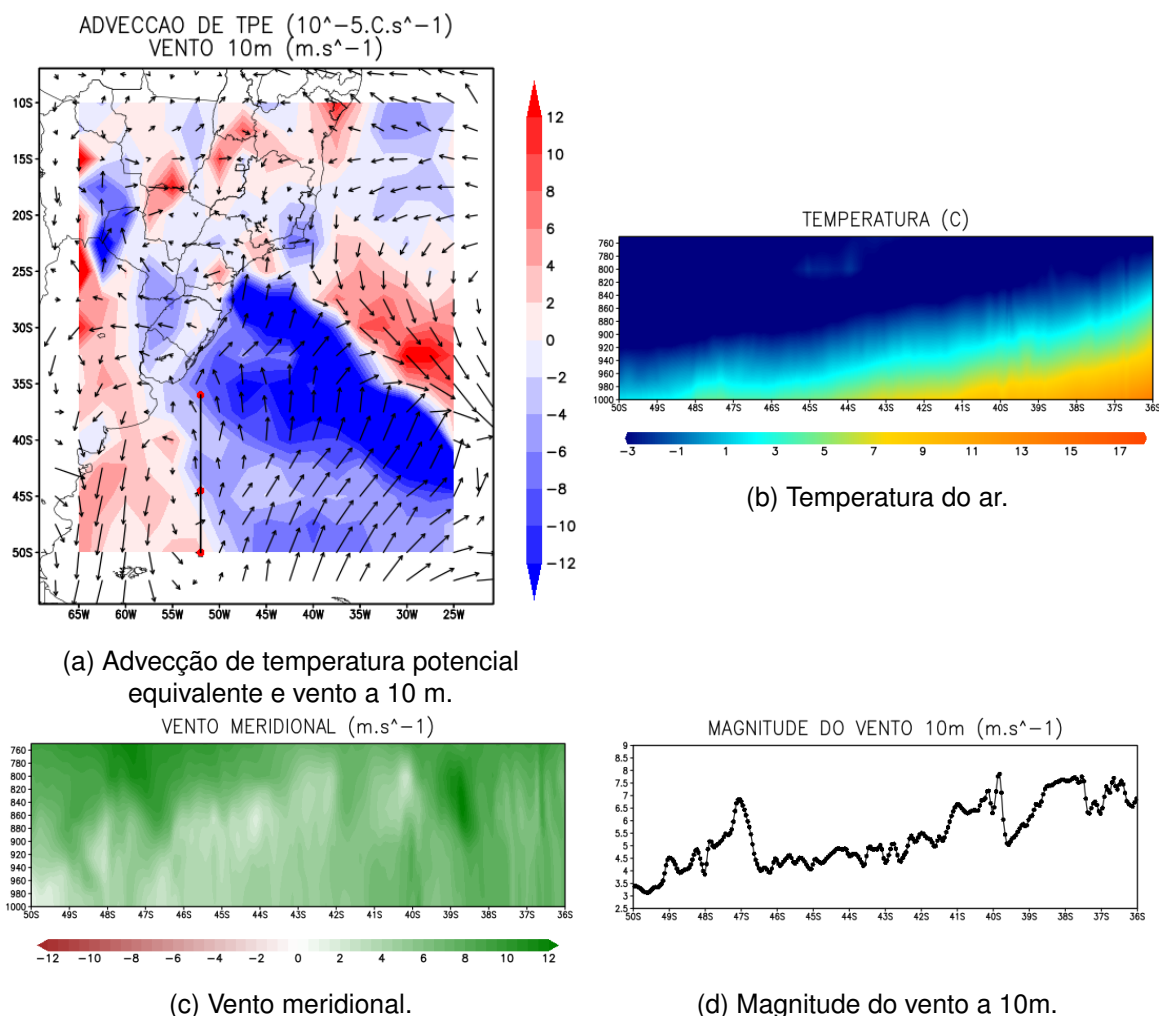 ADVECCAO DE TPE (10^-5.C.s^-1)
VENTO 10m (m.s^-1)
10S
15S
20S
25S
30S
35S
40S
45S
50S
65W 60W 55W 50W 45W 40W 35W 30W 25W
12
10
8
6
4
2
0
-2
-4
-6
-8
-10
-12
(a) Advecção de temperatura potencial
equivalente e vento a 10 m.
TEMPERATURA (C)
760
800
840
860
880
900
920
940
960
980
1000
50S 49S 48S 47S 46S 45S 44S 43S 42S 41S 40S 39S 38S 37S 36S
-3 -1 1 3 5 7 9 11 13 15 17
(b) Temperatura do ar.
VENTO MERIDIONAL (m.s^-1)
760
800
840
860
880
900
920
940
960
980
1000
50S 49S 48S 47S 46S 45S 44S 43S 42S 41S 40S 39S 38S 37S 36S
-12 -10 -8 -6 -4 -2 0 2 4 6 8 10 12
(c) Vento meridional.
MAGNITUDE DO VENTO 10m (m.s^-1)
9
8.5
8
7.5
7
6.5
6
5.5
5
4.5
4
3.5
3
2.5
50S 49S 48S 47S 46S 45S 44S 43S 42S 41S 40S 39S 38S 37S 36S
(d) Magnitude do vento a 10m.